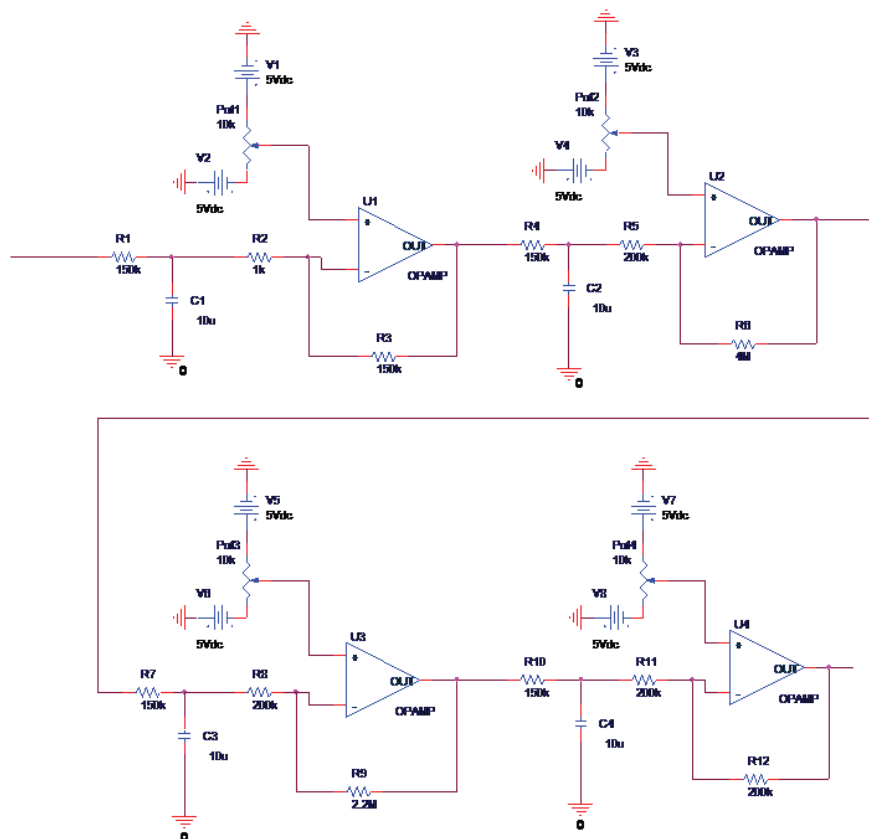 V1
5Vdc
Pot1
10k
V2
5Vdc
U1
+
-
OUT
OPAMP
R1
150k
R2
1k
C1
10u
R3
150k
0
V3
5Vdc
Pot2
10k
V4
5Vdc
U2
+
-
OUT
OPAMP
R4
150k
R5
200k
C2
10u
R6
4M
0
V5
5Vdc
Pot3
10k
V6
5Vdc
U3
+
-
OUT
OPAMP
R7
150k
R8
200k
C3
10u
R9
2.2M
0
V7
5Vdc
Pot4
10k
V8
5Vdc
U4
+
-
OUT
OPAMP
R10
150k
R11
200k
C4
10u
R12
200k
0